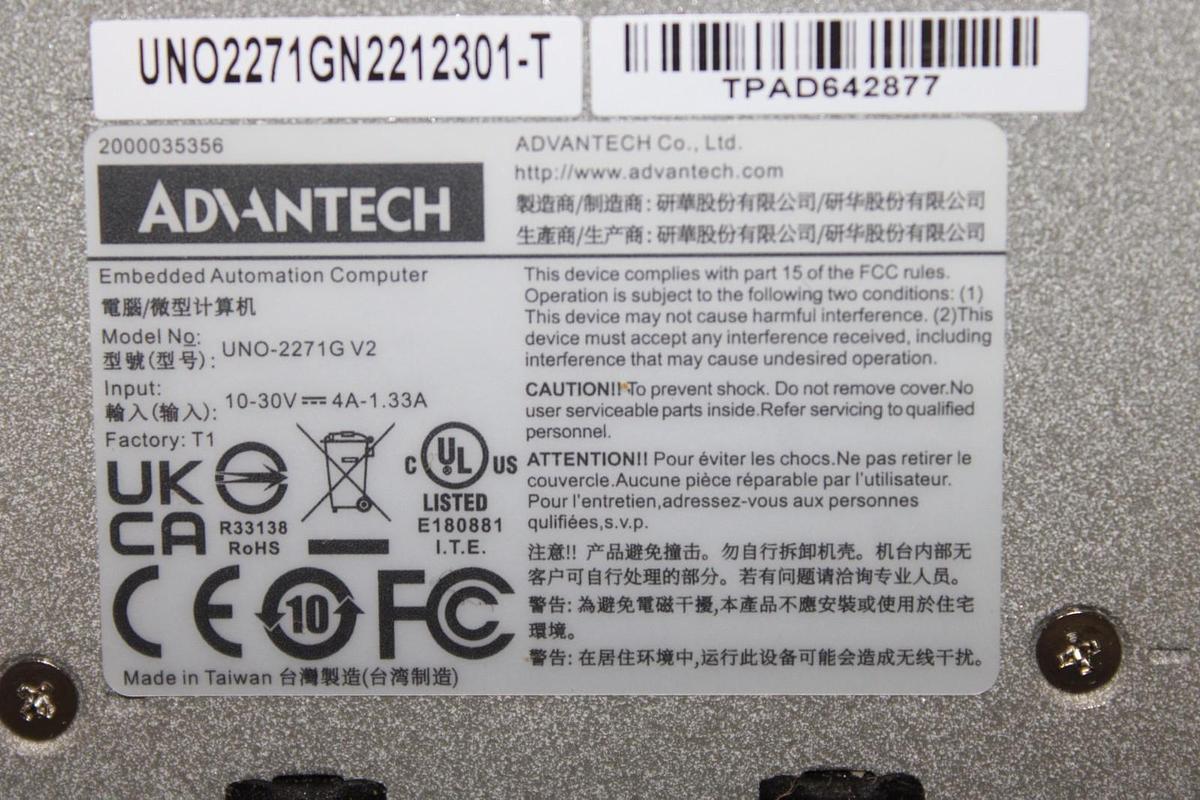 UNO2271GN2212301-T
TPAD642877
2000035356
ADVANTECH
ADVANTECH Co., Ltd.
http://www.advantech.com
製造商/制造商: 研華股份有限公司/研华股份有限公司
生產商/生产商: 研華股份有限公司/研华股份有限公司
Embedded Automation Computer
電腦/微型计算机
Model No:
型號(型号): UNO-2271G V2
Input:
輸入(输入): 10-30V⎓4A-1.33A
Factory: T1
UK
CA
R33138
RoHS
C UL US
®
LISTED
E180881
I.T.E.
CE
10
FC
Made in Taiwan 台灣製造(台湾制造)
This device complies with part 15 of the FCC rules.
Operation is subject to the following two conditions: (1)
This device may not cause harmful interference. (2)This
device must accept any interference received, including
interference that may cause undesired operation.
CAUTION!! To prevent shock. Do not remove cover.No
user serviceable parts inside.Refer servicing to qualified
personnel.
ATTENTION!! Pour éviter les chocs.Ne pas retirer le
couvercle.Aucune pièce réparable par l'utilisateur.
Pour l'entretien,adressez-vous aux personnes
qulifiées,s.v.p.
注意!! 产品避免撞击。勿自行拆卸机壳。机台内部无
客户可自行处理的部分。若有问题请洽询专业人员。
警告: 為避免電磁干擾,本產品不應安裝或使用於住宅
環境。
警告: 在居住环境中,运行此设备可能会造成无线干扰。